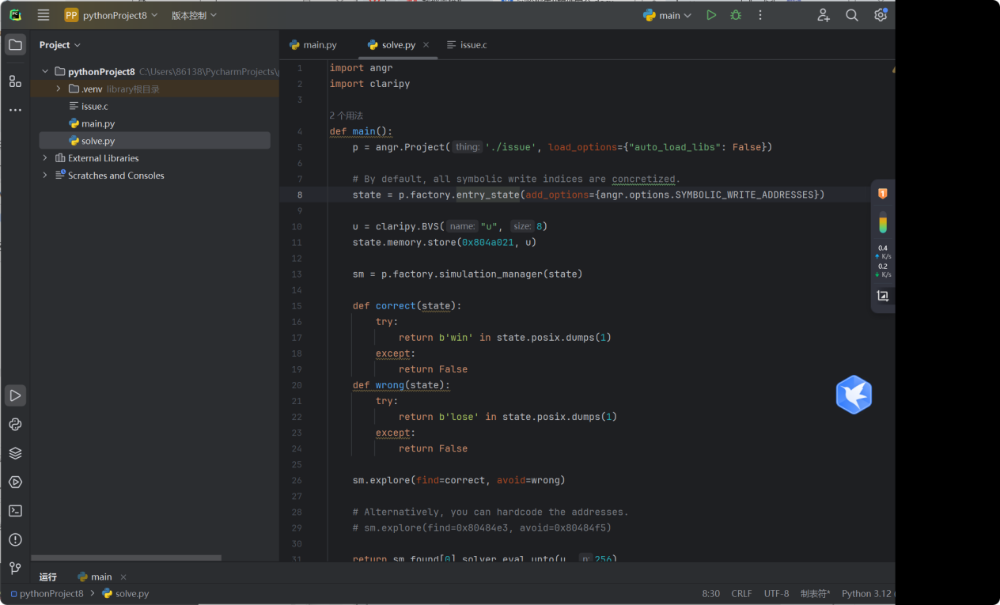 PP pythonProject8 版本控制 main
Project
pythonProject8 C:\Users\86138\PycharmProjects\
.venv library根目录
issue.c
main.py
solve.py
External Libraries
Scratches and Consoles
main.py solve.py issue.c
1 import angr
2 import claripy
3
2 个用法
4 def main():
5 p = angr.Project( thing: './issue', load_options={"auto_load_libs": False})
6
7 # By default, all symbolic write indices are concretized.
8 state = p.factory.entry_state(add_options={angr.options.SYMBOLIC_WRITE_ADDRESSES})
9
10 u = claripy.BVS( name: "u", size: 8)
11 state.memory.store(0x804a021, u)
12
13 sm = p.factory.simulation_manager(state)
14
15 def correct(state):
16 try:
17 return b'win' in state.posix.dumps(1)
18 except:
19 return False
20 def wrong(state):
21 try:
22 return b'lose' in state.posix.dumps(1)
23 except:
24 return False
25
26 sm.explore(find=correct, avoid=wrong)
27
28 # Alternatively, you can hardcode the addresses.
29 # sm.explore(find=0x80484e3, avoid=0x80484f5)
30
31 return sm.found[0].solver.eval_upto(u, n: 256)
1
0.4
K/s
0.2
K/s
运行 main
pythonProject8 solve.py 8:30 CRLF UTF-8 制表符* Python 3.12